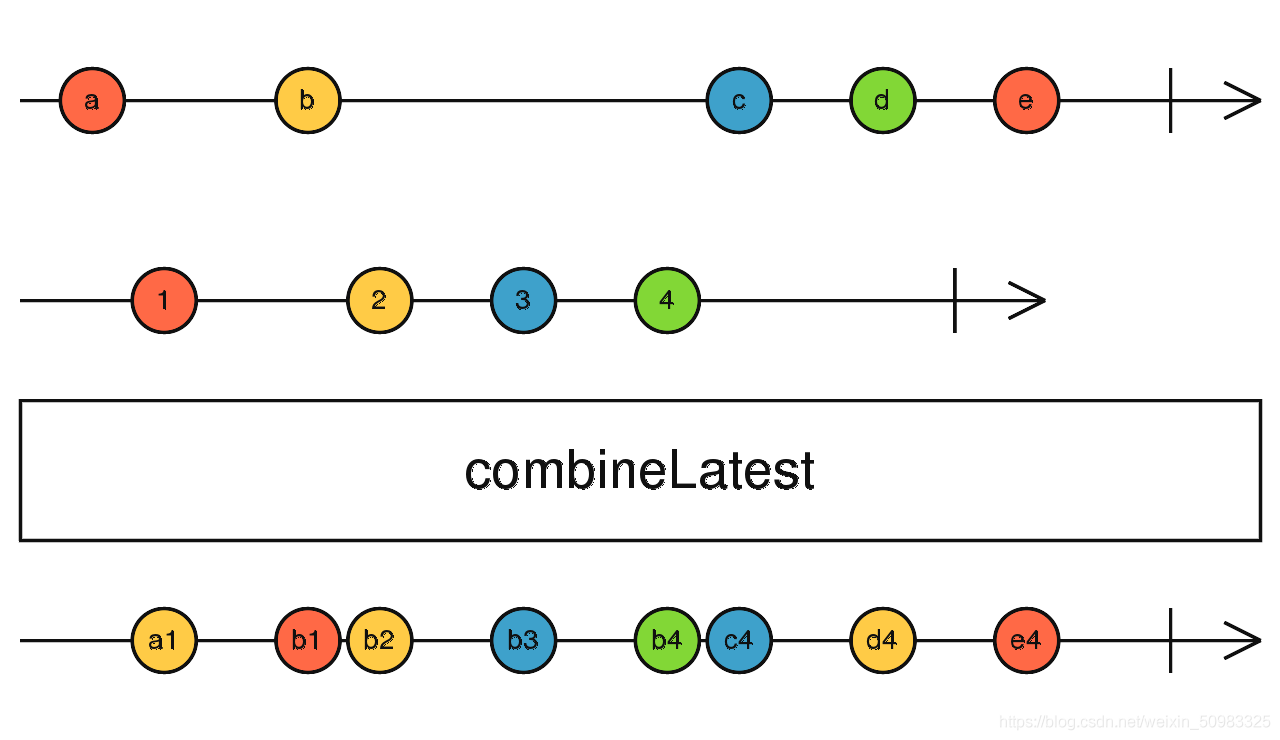 a b c d e
1 2 3 4
combineLatest
a1 b1 b2 b3 b4 c4 d4 e4
https://blog.csdn.net/weixin_50983325